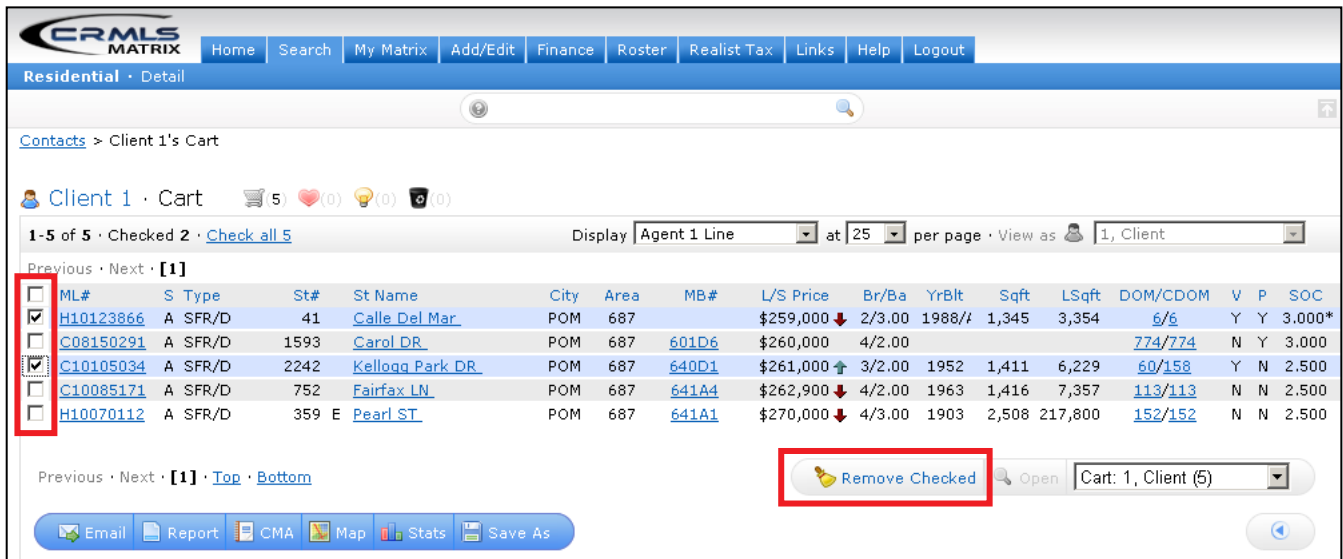 CRMLS
MATRIX
Home Search My Matrix Add/Edit Finance Roster Realist Tax Links Help Logout
Residential · Detail
Contacts > Client 1's Cart
Client 1 · Cart (5) (0) (0) (0)
1-5 of 5 · Checked 2 · Check all 5 Display Agent 1 Line at 25 per page · View as 1, Client
Previous · Next · [1]
ML# S Type St# St Name City Area MB# L/S Price Br/Ba YrBlt Sqft LSqft DOM/CDOM V P SOC
H10123866 A SFR/D 41 Calle Del Mar POM 687 $259,000 2/3.00 1988/ 1,345 3,354 6/6 Y Y 3.000*
C08150291 A SFR/D 1593 Carol DR POM 687 601D6 $260,000 4/2.00 774/774 N Y 3.000
C10105034 A SFR/D 2242 Kellogg Park DR POM 687 640D1 $261,000 3/2.00 1952 1,411 6,229 60/158 Y N 2.500
C10085171 A SFR/D 752 Fairfax LN POM 687 641A4 $262,900 4/2.00 1963 1,416 7,357 113/113 N N 2.500
H10070112 A SFR/D 359 E Pearl ST POM 687 641A1 $270,000 4/3.00 1903 2,508 217,800 152/152 N N 2.500
Previous · Next · [1] · Top · Bottom Remove Checked Open Cart: 1, Client (5)
Email Report CMA Map Stats Save As